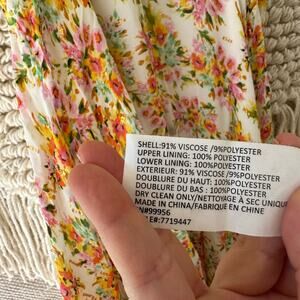 SHELL:91% VISCOSE /9%POLYESTER
UPPER LINING: 100% POLYESTER
LOWER LINING: 100% POLYESTER
EXTERIEUR: 91% VISCOSE /9%POLYESTER
DOUBLURE DU HAUT: 100%POLYESTER
DOUBLURE DU BAS : 100% POLYESTER
DRY CLEAN ONLY/NETTOYAGE À SEC UNIQUE
MADE IN CHINA/FABRIQUÉ EN CHINE
N#99956
LE#:7719447